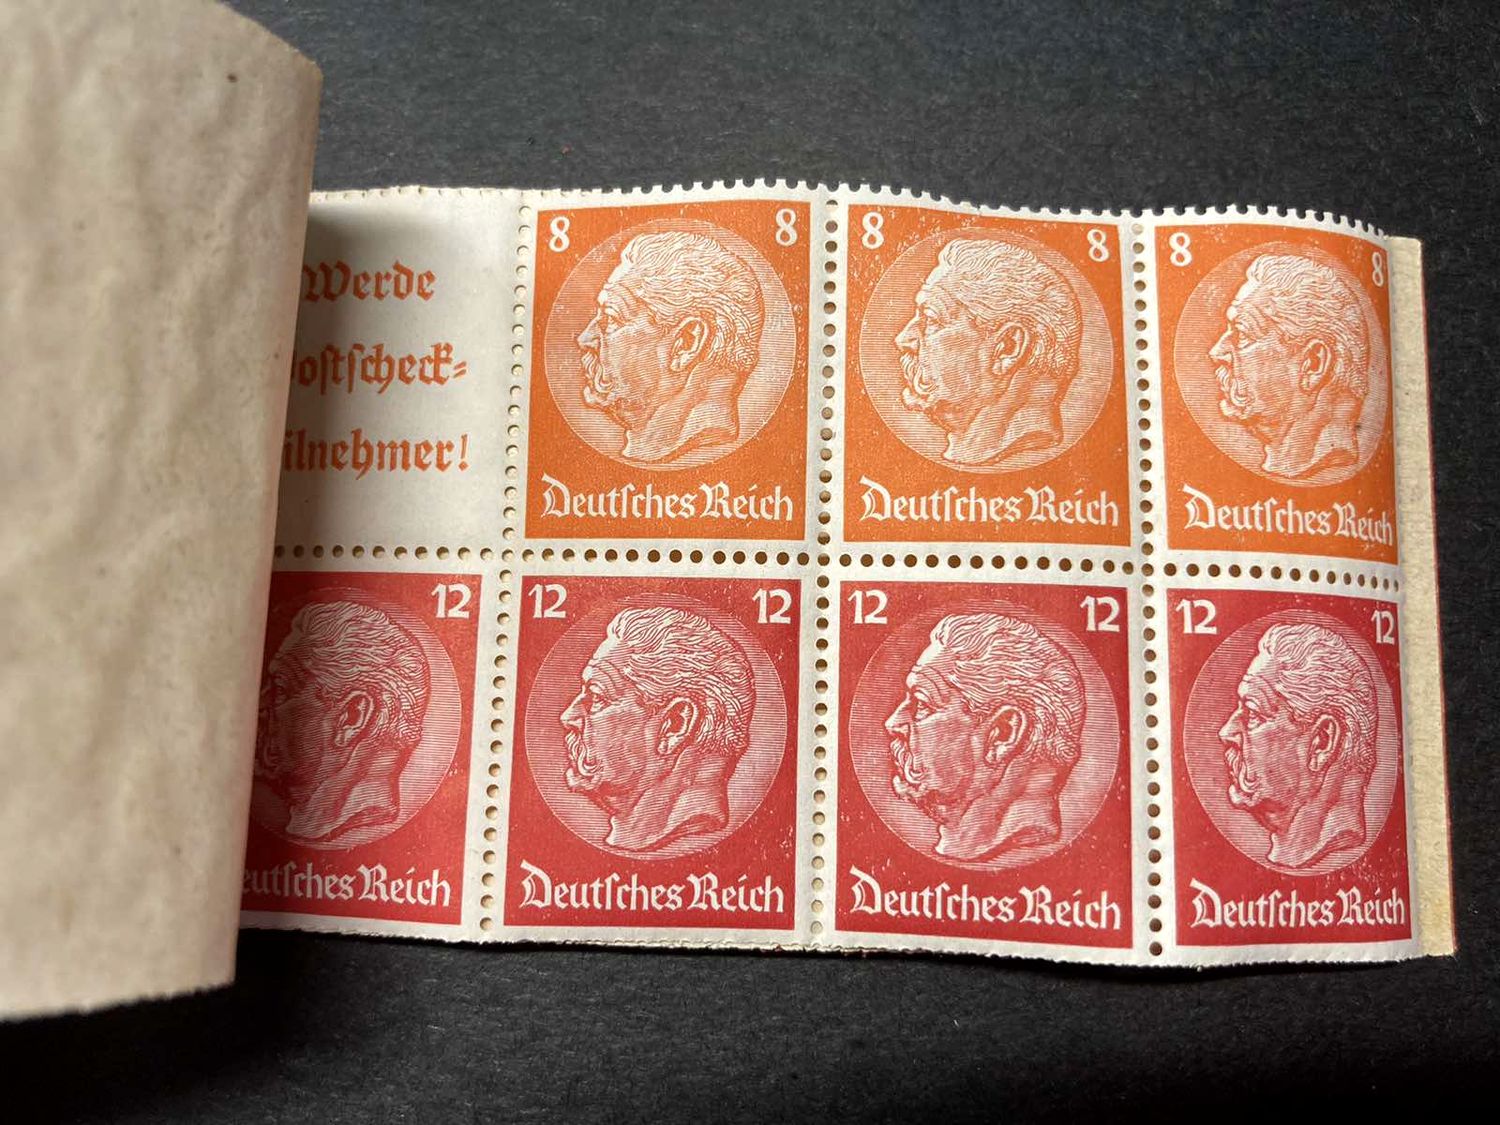 Werde
oſtſcheck-
ilnehmer!
8 8
Deutſches Reich
8 8
Deutſches Reich
8 8
Deutſches Reich
12
eutſches Reich
12 12
Deutſches Reich
12 12
Deutſches Reich
12 12
Deutſches Reich